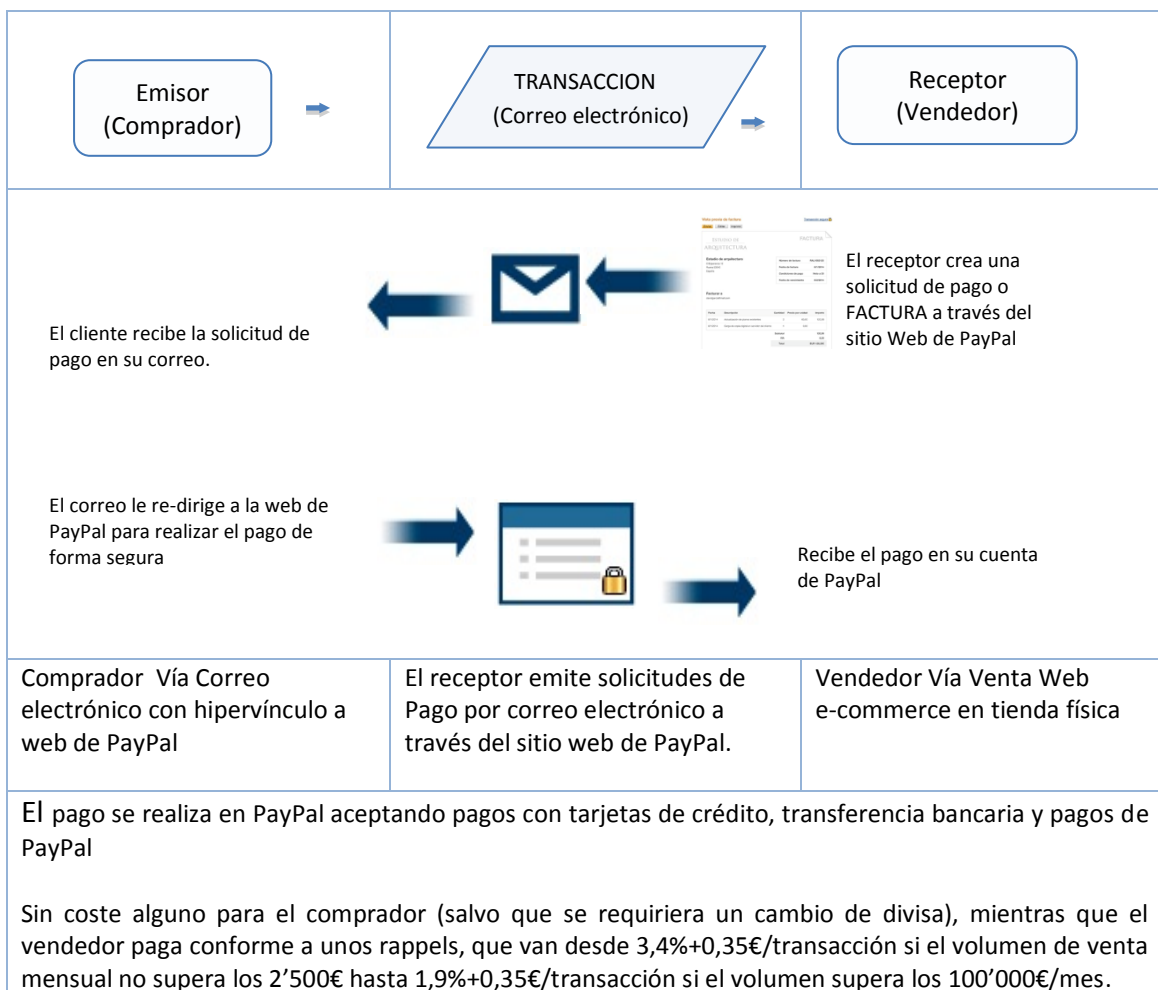 Emisor
(Comprador)
TRANSACCION
(Correo electrónico)
Receptor
(Vendedor)
FACTURA
ARQUITECTURA
El receptor crea una
solicitud de pago o
FACTURA a través del
sitio Web de PayPal
El cliente recibe la solicitud de
pago en su correo.
El correo le re-dirige a la web de
PayPal para realizar el pago de
forma segura
Recibe el pago en su cuenta
de PayPal
Comprador Vía Correo
electrónico con hipervínculo a
web de PayPal
El receptor emite solicitudes de
Pago por correo electrónico a
través del sitio web de PayPal.
Vendedor Vía Venta Web
e-commerce en tienda física
El pago se realiza en PayPal aceptando pagos con tarjetas de crédito, transferencia bancaria y pagos de
PayPal
Sin coste alguno para el comprador (salvo que se requiriera un cambio de divisa), mientras que el
vendedor paga conforme a unos rappels, que van desde 3,4%+0,35€/transacción si el volumen de venta
mensual no supera los 2’500€ hasta 1,9%+0,35€/transacción si el volumen supera los 100’000€/mes.